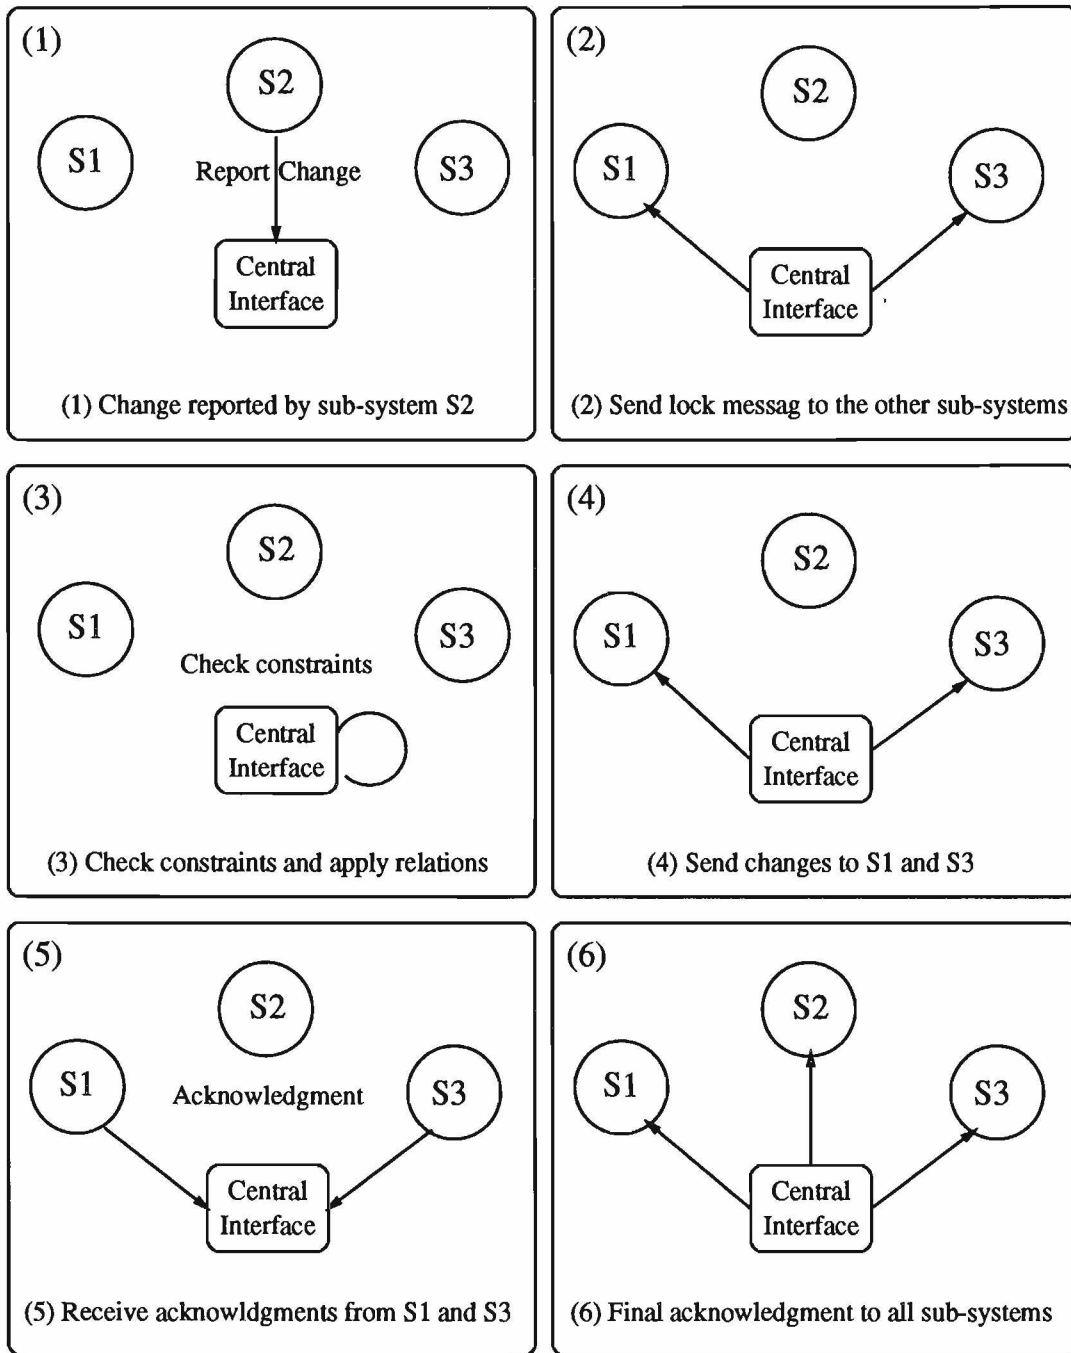 (1)
S2
S1
Report Change
S3
Central
Interface
(1) Change reported by sub-system S2
(2)
S2
S1
S3
Central
Interface
(2) Send lock messag to the other sub-systems
(3)
S2
S1
S3
Check constraints
Central
Interface
(3) Check constraints and apply relations
(4)
S2
S1
S3
Central
Interface
(4) Send changes to S1 and S3
(5)
S2
S1
Acknowledgment
S3
Central
Interface
(5) Receive acknowldgments from S1 and S3
(6)
S2
S1
S3
Central
Interface
(6) Final acknowledgment to all sub-systems